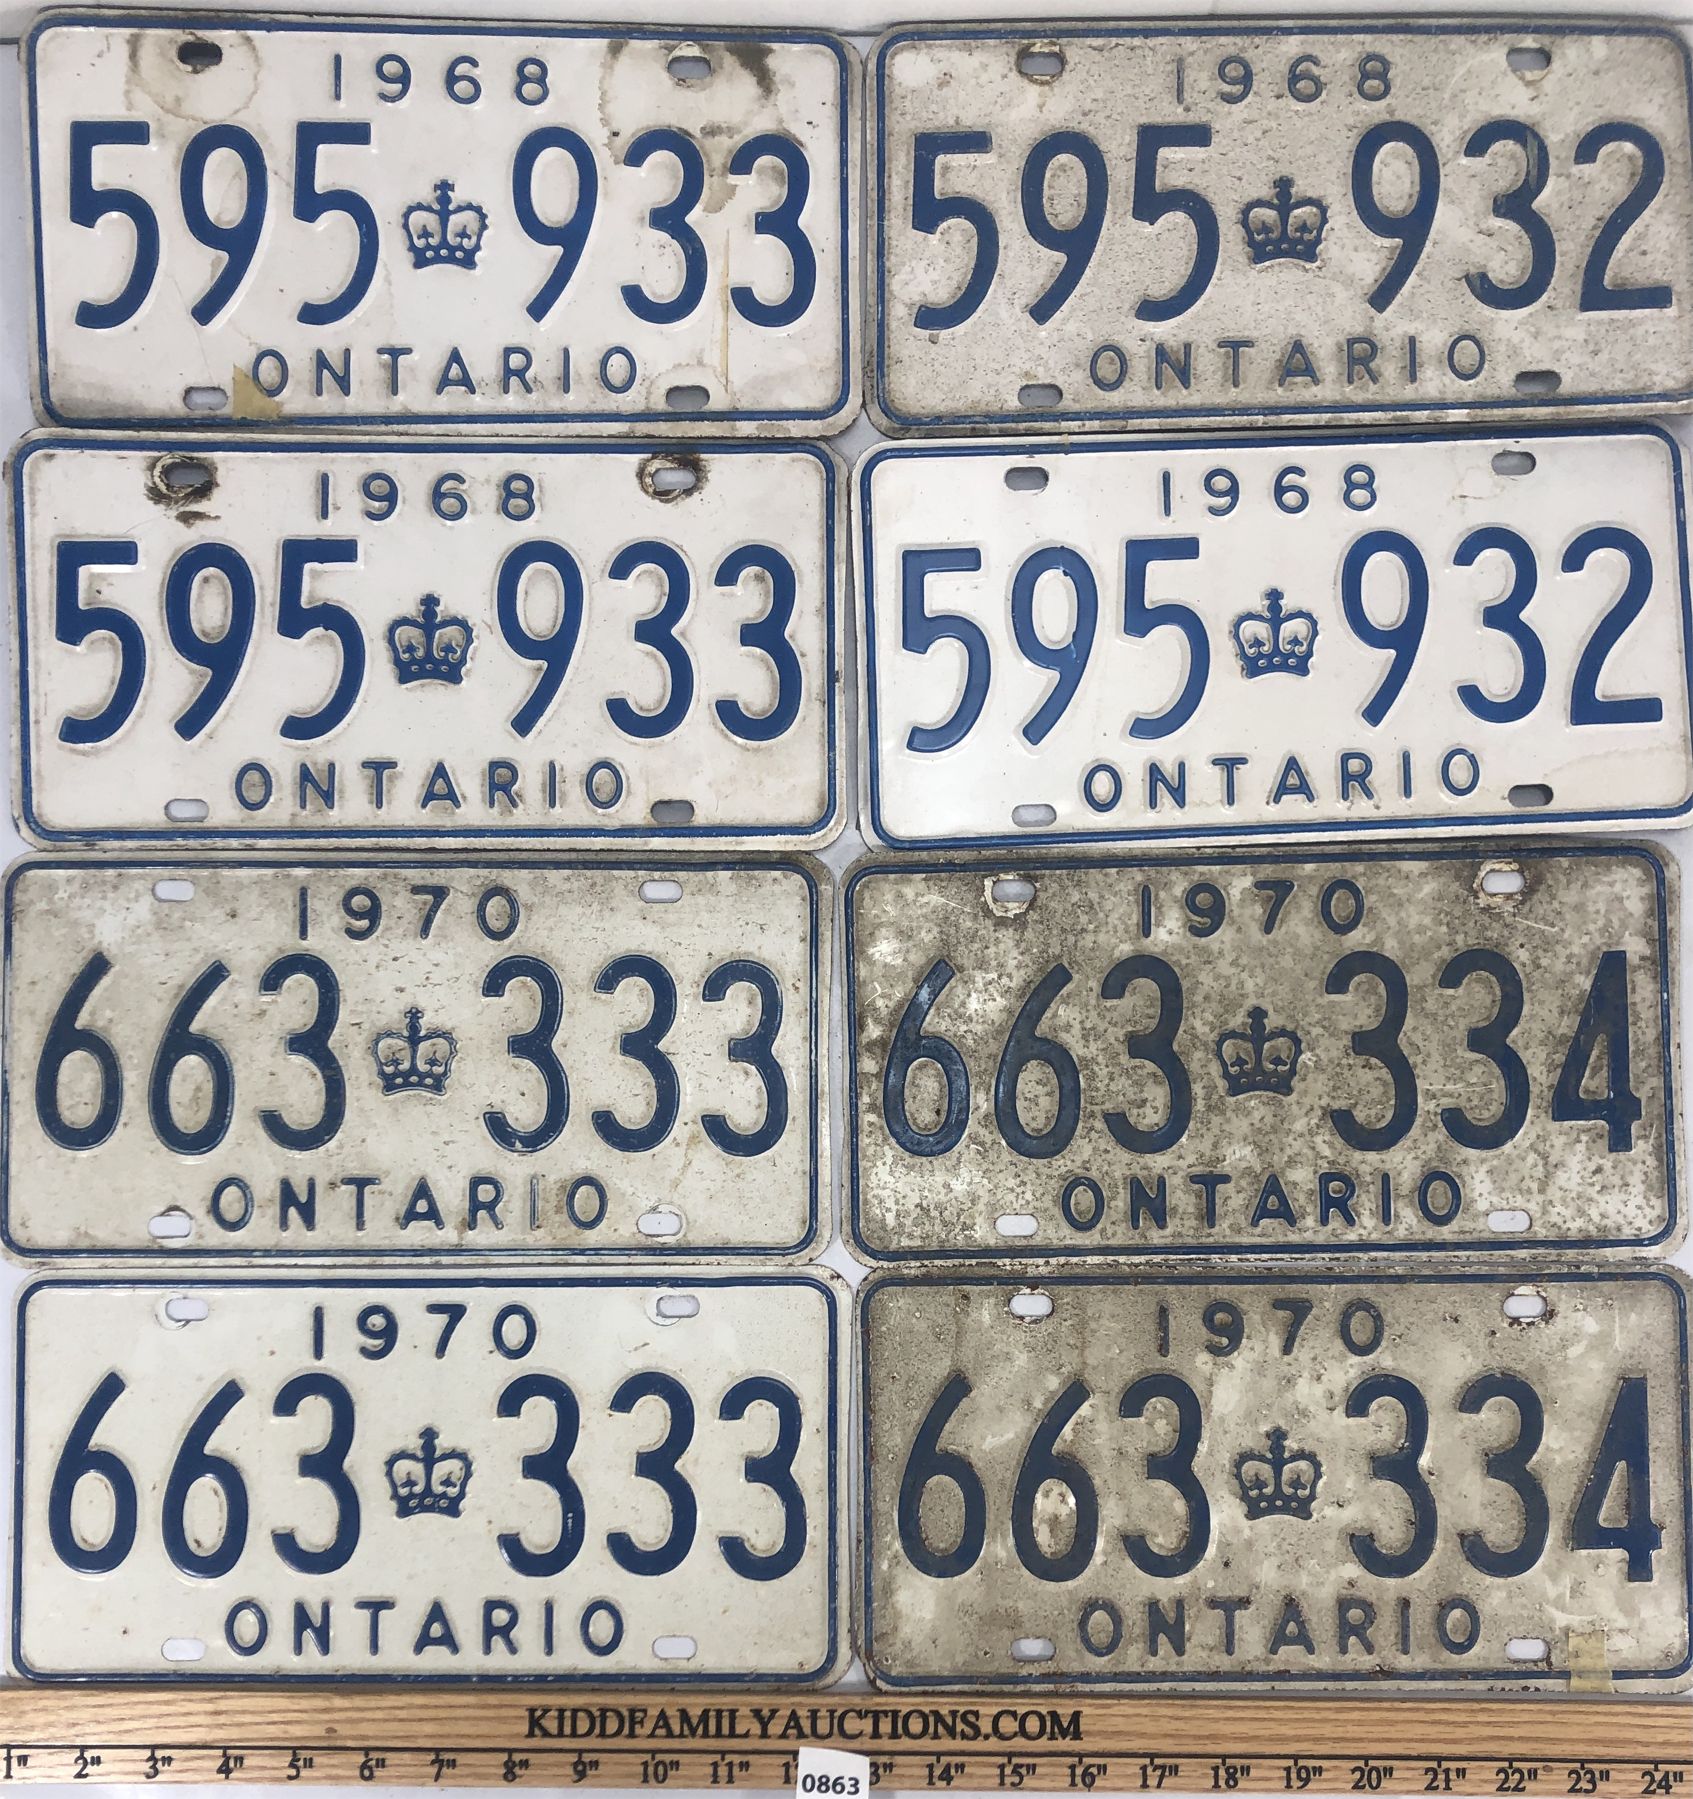 1968
595 933
ONTARIO
1968
595 932
ONTARIO
1968
595 933
ONTARIO
1968
595 932
ONTARIO
1970
663 333
ONTARIO
1970
663 334
ONTARIO
1970
663 333
ONTARIO
1970
663 334
ONTARIO
KIDDFAMILYAUCTIONS.COM
1" 2" 3" 4" 5" 6" 7" 8" 9" 10" 11" 1 3" 14" 15" 16" 17" 18" 19" 20" 21" 22" 23" 24"
0863